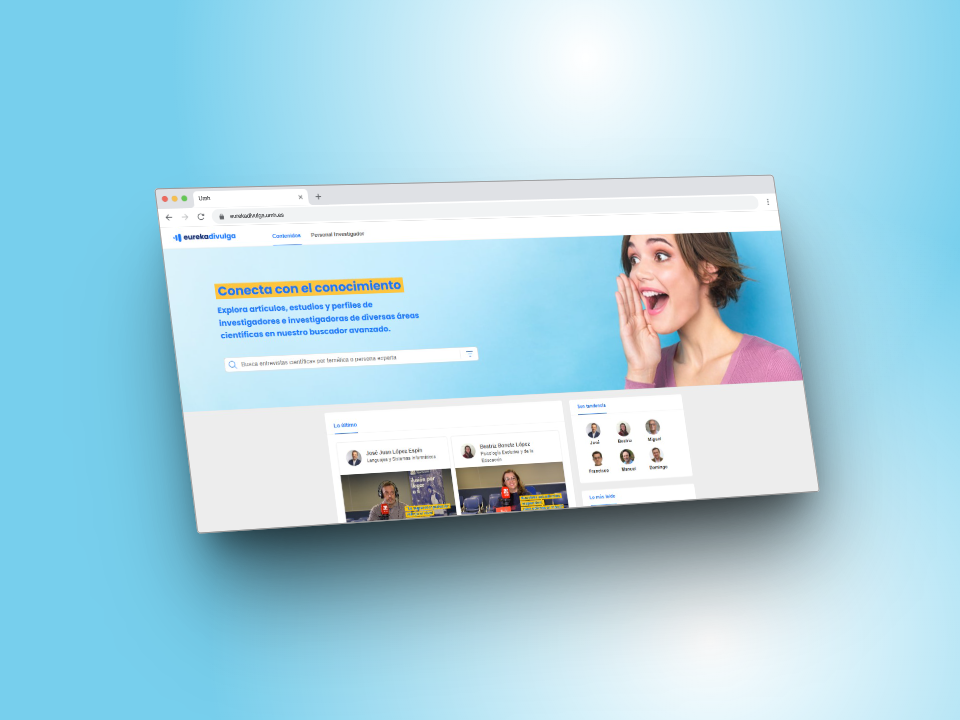 Umh
eurekadivulga.umh.es
eurekadivulga
Contenidos
Personal Investigador
Conecta con el conocimiento
Explora artículos, estudios y perfiles de
investigadores e investigadoras de diversas áreas
científicas en nuestro buscador avanzado.
Busca entrevistas científicas por temática o persona experta
Lo último
José Juan López Espín
Lenguajes y Sistemas Informáticos
Beatriz Bonete López
Psicología Evolutiva y de la
Educación
Son tendencia
José
Beatriz
Miguel
Francisco
Manuel
Domingo
Lo más leído